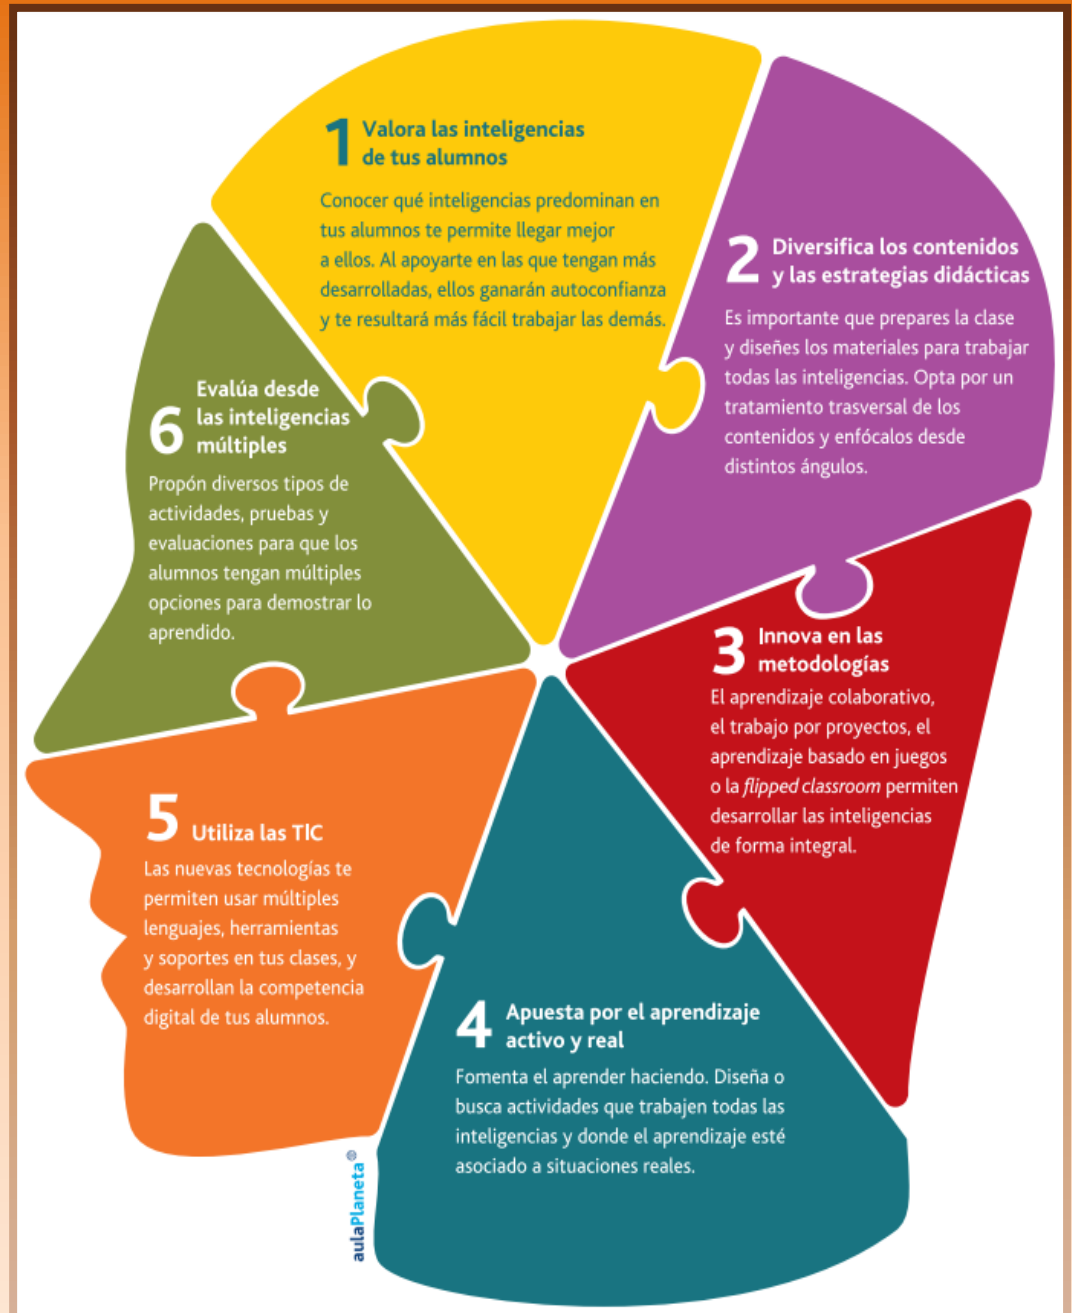 1 Valora las inteligencias
de tus alumnos
Conocer qué inteligencias predominan en
tus alumnos te permite llegar mejor
a ellos. Al apoyarte en las que tengan más
desarrolladas, ellos ganarán autoconfianza
y te resultará más fácil trabajar las demás.
2 Diversifica los contenidos
y las estrategias didácticas
Es importante que prepares la clase
y diseñes los materiales para trabajar
todas las inteligencias. Opta por un
tratamiento trasversal de los
contenidos y enfócalos desde
distintos ángulos.
3 Innova en las
metodologías
El aprendizaje colaborativo,
el trabajo por proyectos, el
aprendizaje basado en juegos
o la flipped classroom permiten
desarrollar las inteligencias
de forma integral.
4 Apuesta por el aprendizaje
activo y real
Fomenta el aprender haciendo. Diseña o
busca actividades que trabajen todas las
inteligencias y donde el aprendizaje esté
asociado a situaciones reales.
5 Utiliza las TIC
Las nuevas tecnologías te
permiten usar múltiples
lenguajes, herramientas
y soportes en tus clases, y
desarrollan la competencia
digital de tus alumnos.
6 Evalúa desde
las inteligencias
múltiples
Propón diversos tipos de
actividades, pruebas y
evaluaciones para que los
alumnos tengan múltiples
opciones para demostrar lo
aprendido.
aulaPlaneta®